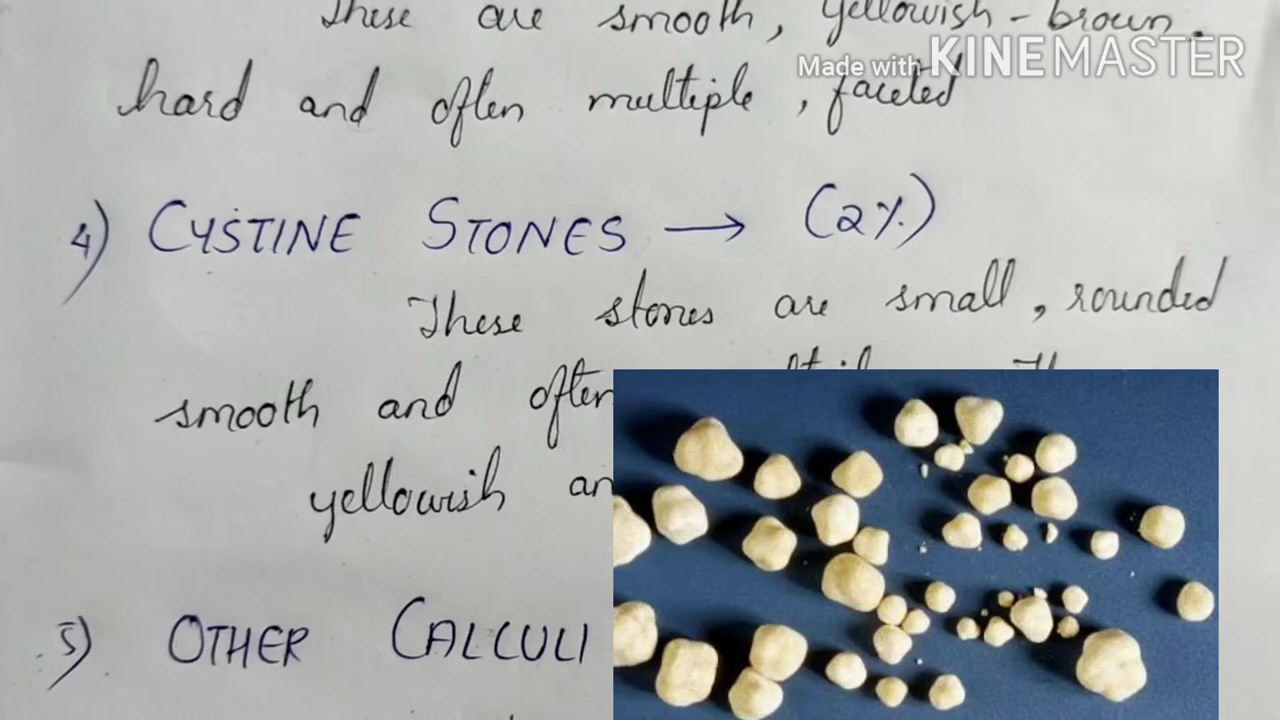 These are smooth, yellowish-brown.
Made with KINEMASTER
hard and often multiple, faceted
4) CYSTINE STONES → (2%)
These stones are small, rounded
smooth and often
yellowish
5) OTHER CALCULI